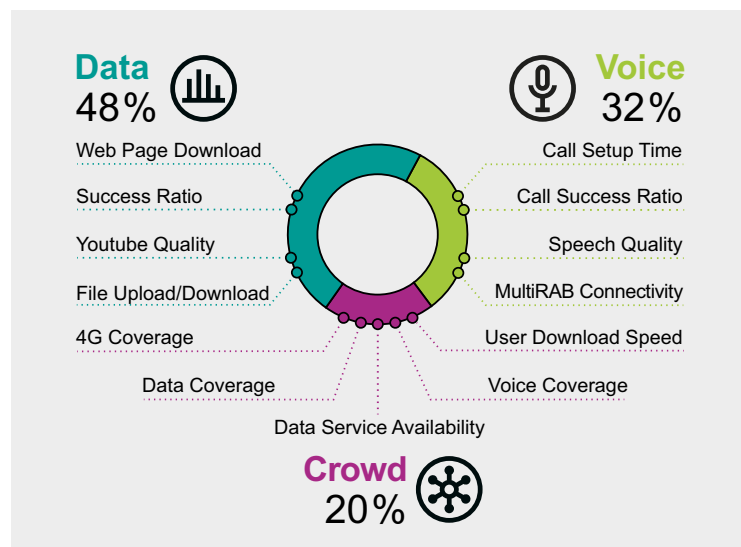 Data
48%
Voice
32%
Web Page Download
Success Ratio
Youtube Quality
File Upload/Download
4G Coverage
Data Coverage
Call Setup Time
Call Success Ratio
Speech Quality
MultiRAB Connectivity
User Download Speed
Voice Coverage
Data Service Availability
Crowd
20%